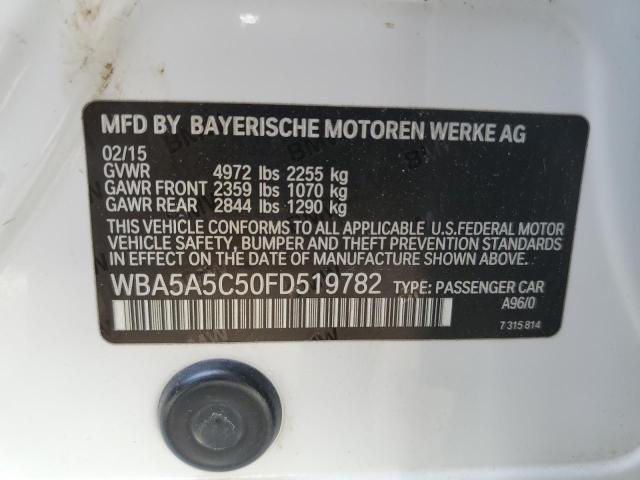 MFD BY BAYERISCHE MOTOREN WERKE AG
02/15
GVWR 4972 lbs 2255 kg
GAWR FRONT 2359 lbs 1070 kg
GAWR REAR 2844 lbs 1290 kg
THIS VEHICLE CONFORMS TO ALL APPLICABLE U.S.FEDERAL MOTOR
VEHICLE SAFETY, BUMPER AND THEFT PREVENTION STANDARDS
IN EFFECT ON THE DATE OF MANUFACTURE SHOWN ABOVE.
WBA5A5C50FD519782 TYPE: PASSENGER CAR
A96/0
7 315 814